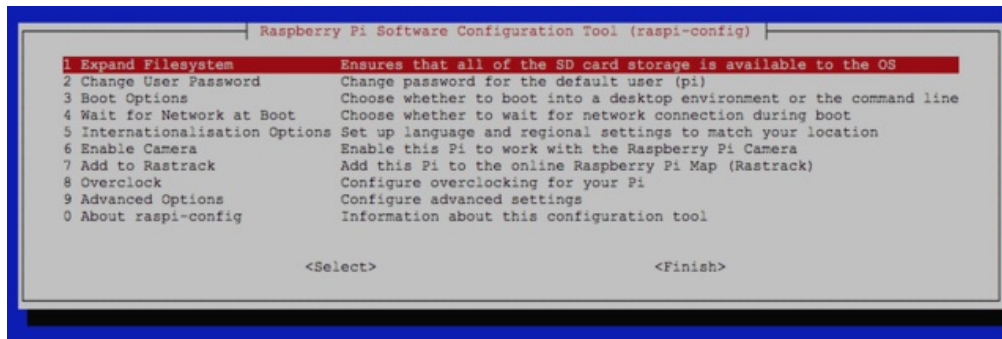 Raspberry Pi Software Configuration Tool (raspi-config)
1 Expand Filesystem Ensures that all of the SD card storage is available to the OS
2 Change User Password Change password for the default user (pi)
3 Boot Options Choose whether to boot into a desktop environment or the command line
4 Wait for Network at Boot Choose whether to wait for network connection during boot
5 Internationalisation Options Set up language and regional settings to match your location
6 Enable Camera Enable this Pi to work with the Raspberry Pi Camera
7 Add to Rastrack Add this Pi to the online Raspberry Pi Map (Rastrack)
8 Overclock Configure overclocking for your Pi
9 Advanced Options Configure advanced settings
0 About raspi-config Information about this configuration tool
<Select> <Finish>